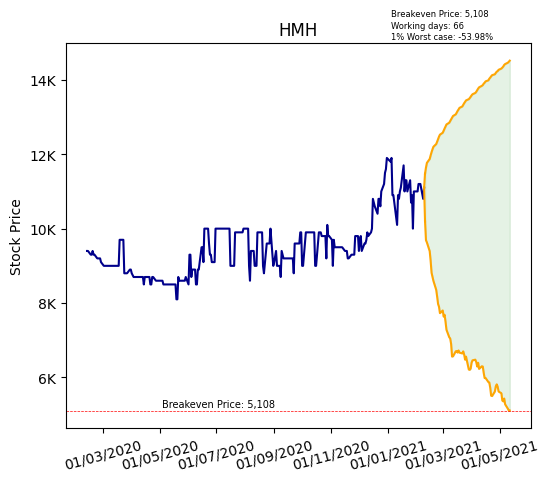 Breakeven Price: 5,108
Working days: 66
1% Worst case: -53.98%
HMH
Stock Price
14K
12K
10K
8K
6K
Breakeven Price: 5,108
01/03/2020
01/05/2020
01/07/2020
01/09/2020
01/11/2020
01/01/2021
01/03/2021
01/05/2021